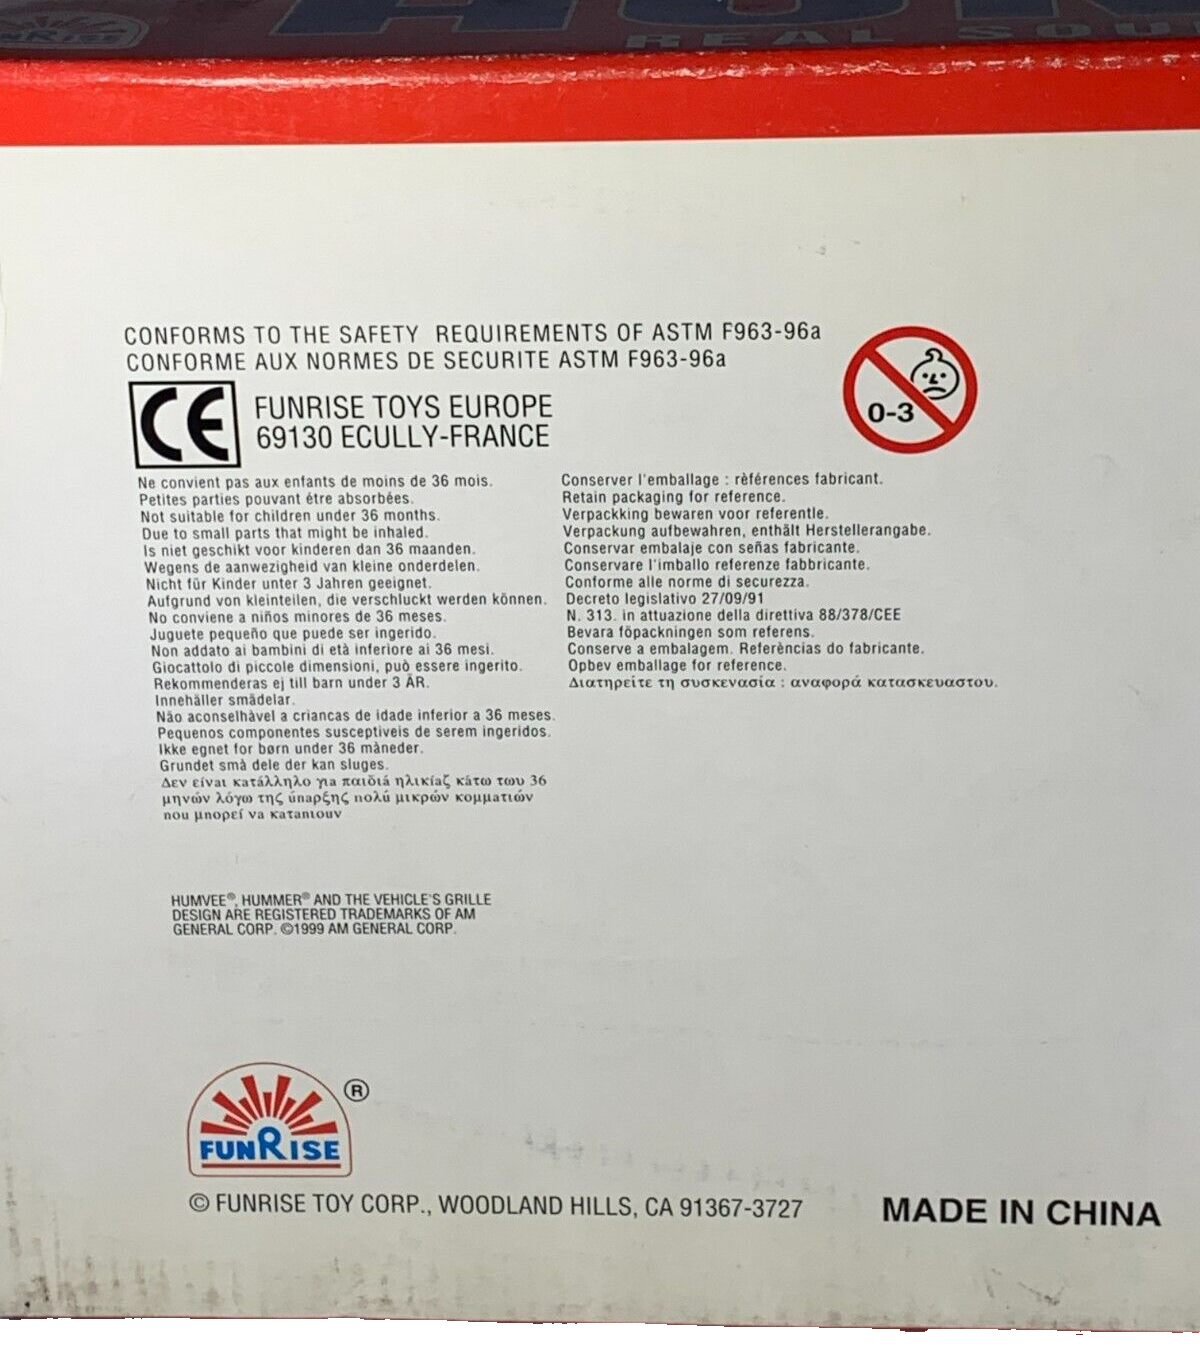 FUNRISE
REAL SOU
CONFORMS TO THE SAFETY REQUIREMENTS OF ASTM F963-96a
CONFORME AUX NORMES DE SECURITE ASTM F963-96a
CE
FUNRISE TOYS EUROPE
69130 ECULLY-FRANCE
0-3
Ne convient pas aux enfants de moins de 36 mois.
Petites parties pouvant étre absorbées.
Not suitable for children under 36 months.
Due to small parts that might be inhaled.
Is niet geschikt voor kinderen dan 36 maanden.
Wegens de aanwezigheid van kleine onderdelen.
Nicht für Kinder unter 3 Jahren geeignet.
Aufgrund von kleinteilen, die verschluckt werden können.
No conviene a niños minores de 36 meses.
Juguete pequeño que puede ser ingerido.
Non addato ai bambini di età inferiore ai 36 mesi.
Giocattolo di piccole dimensioni, può essere ingerito.
Rekommenderas ej till barn under 3 ÅR.
Innehåller smådelar.
Não aconselhàvel a criancas de idade inferior a 36 meses.
Pequenos componentes susceptiveis de serem ingeridos.
Ikke egnet for børn under 36 måneder.
Grundet små dele der kan sluges.
Δεν είναι κατάλληλο για παιδιά ηλικίας κάτω του 36
μηνών λόγω της ύπαρξης πολύ μικρών κομματιών
που μπορεί να καταπιουν
Conserver l'emballage : rèférences fabricant.
Retain packaging for reference.
Verpackking bewaren voor referentle.
Verpackung aufbewahren, enthält Herstellerangabe.
Conservar embalaje con señas fabricante.
Conservare l'imballo referenze fabbricante.
Conforme alle norme di securezza.
Decreto legislativo 27/09/91
N. 313. in attuazione della direttiva 88/378/CEE
Bevara föpackningen som referens.
Conserve a embalagem. Referèncias do fabricante.
Opbev emballage for reference.
Διατηρείτε τη συσκενασία : αναφορά κατασκευαστου.
HUMVEE®, HUMMER® AND THE VEHICLE'S GRILLE
DESIGN ARE REGISTERED TRADEMARKS OF AM
GENERAL CORP. ©1999 AM GENERAL CORP.
FUNRISE ®
© FUNRISE TOY CORP., WOODLAND HILLS, CA 91367-3727
MADE IN CHINA